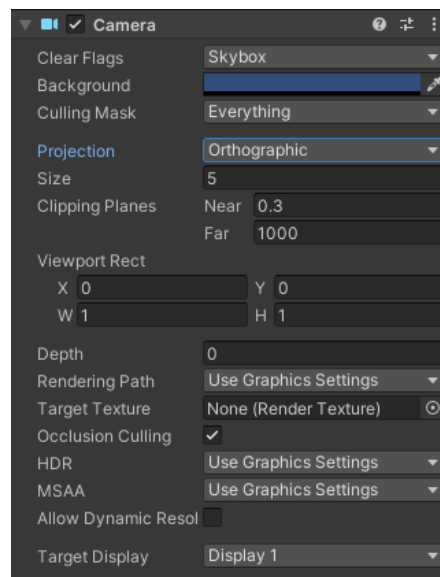 Camera
Clear Flags Skybox
Background
Culling Mask Everything
Projection Orthographic
Size 5
Clipping Planes Near 0.3
Far 1000
Viewport Rect
X 0 Y 0
W 1 H 1
Depth 0
Rendering Path Use Graphics Settings
Target Texture None (Render Texture)
Occlusion Culling
HDR Use Graphics Settings
MSAA Use Graphics Settings
Allow Dynamic Resol
Target Display Display 1